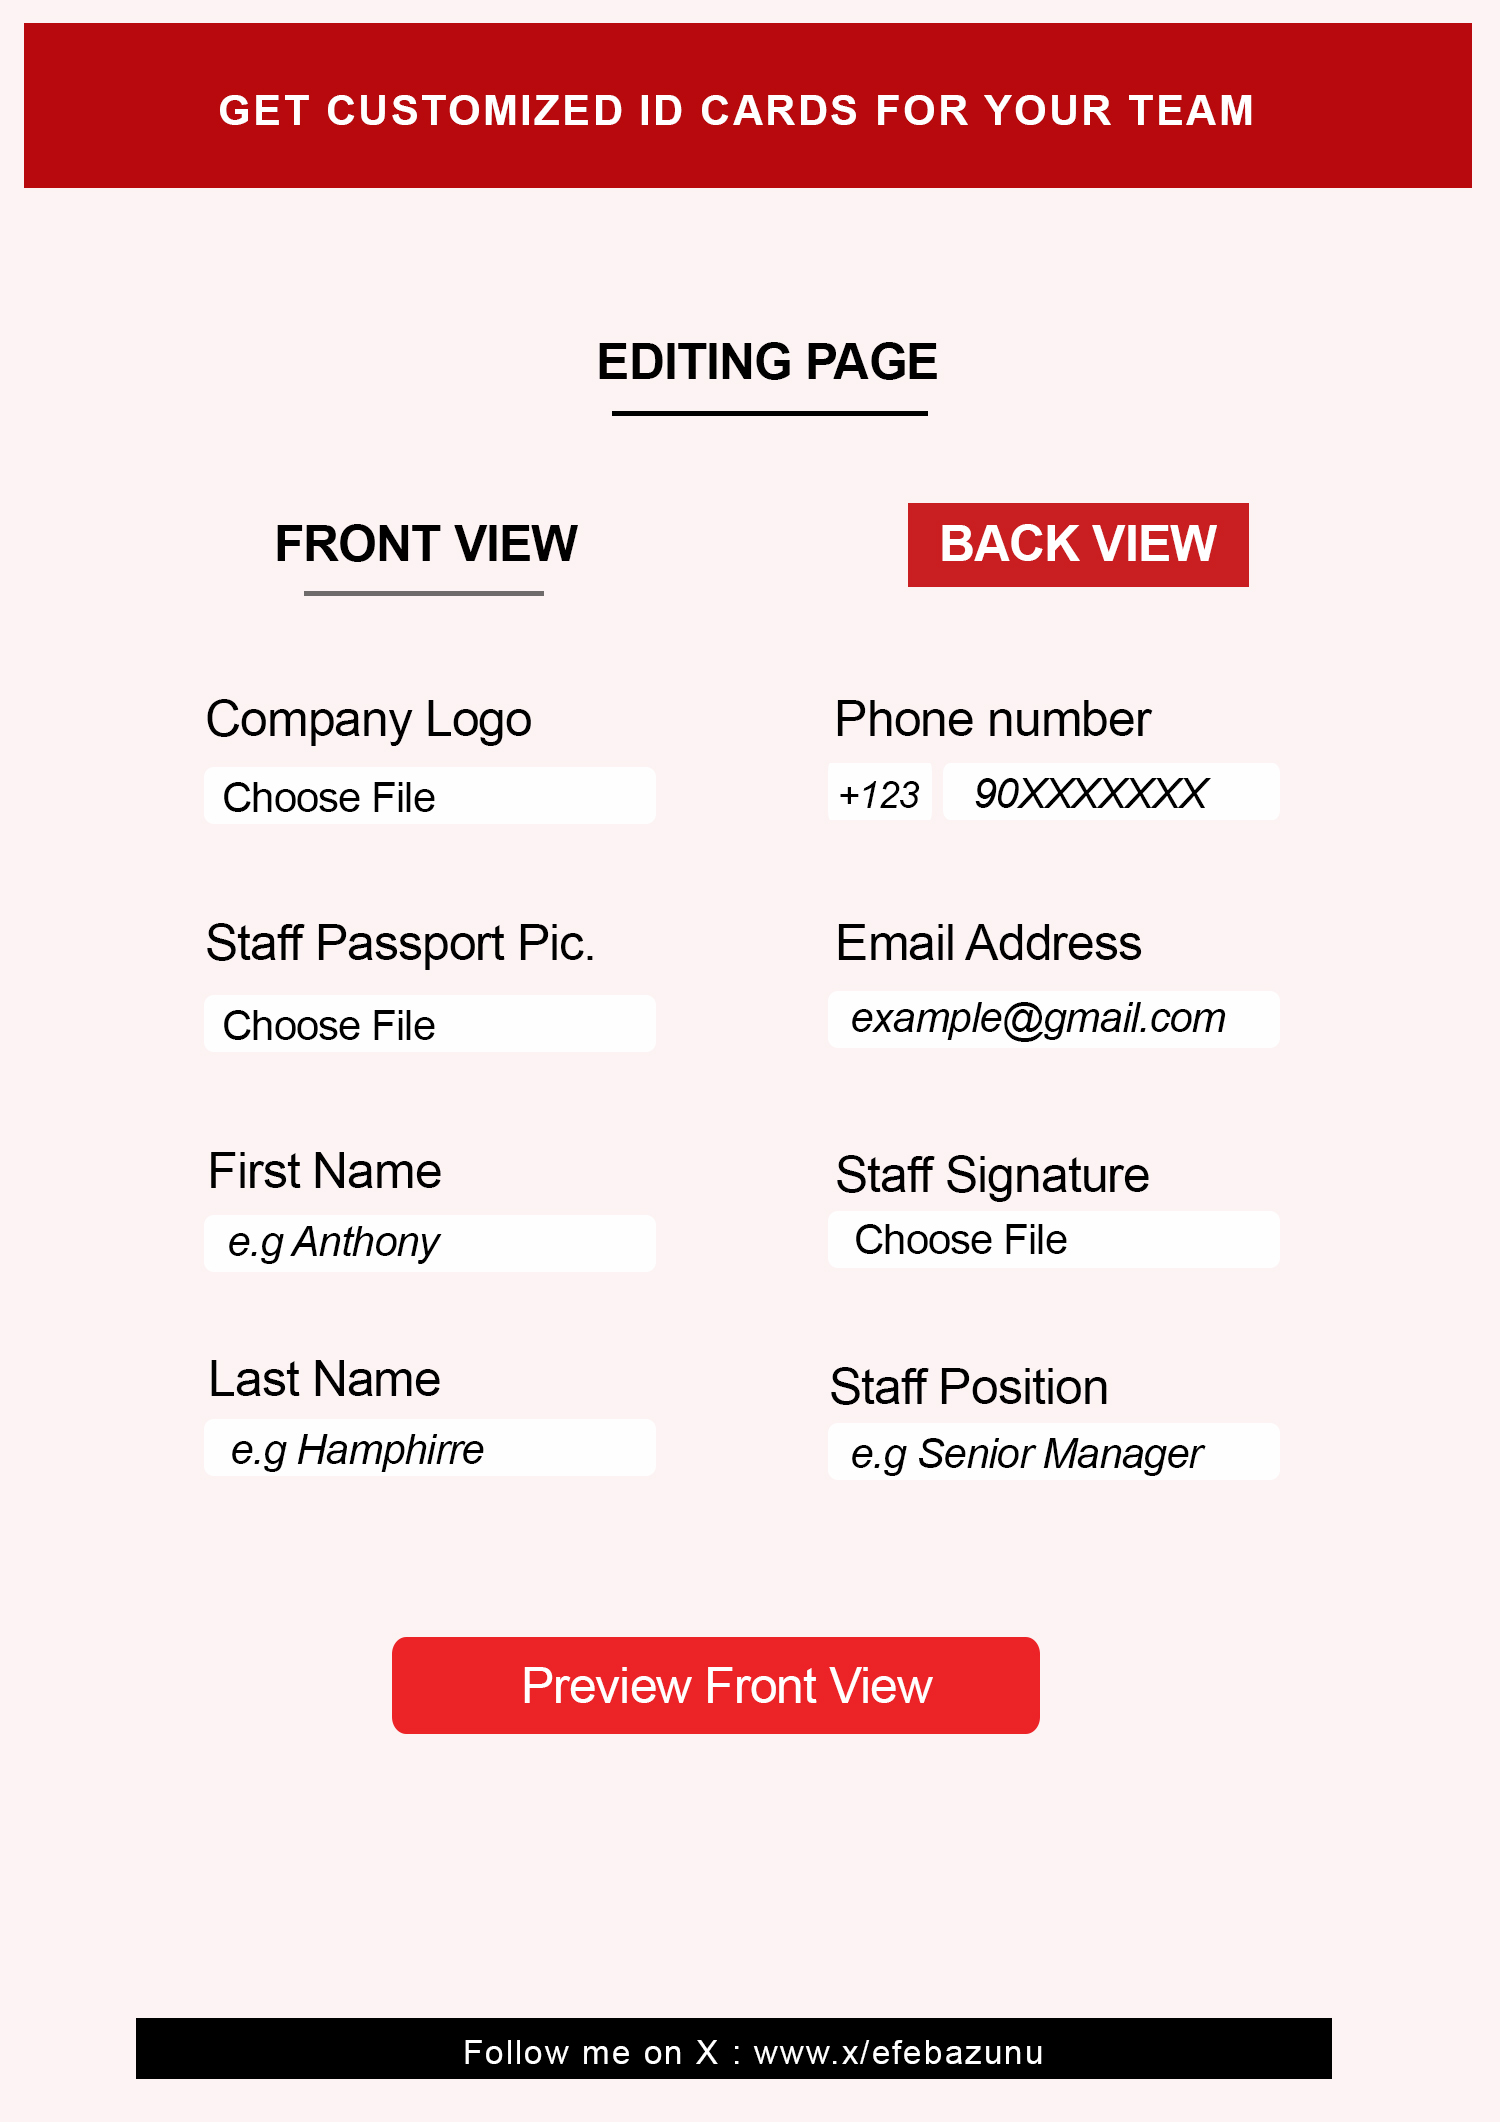 GET CUSTOMIZED ID CARDS FOR YOUR TEAM
EDITING PAGE
FRONT VIEW
BACK VIEW
Company Logo
Choose File
Staff Passport Pic.
Choose File
First Name
e.g Anthony
Last Name
e.g Hamphirre
Phone number
+123 90XXXXXXX
Email Address
example@gmail.com
Staff Signature
Choose File
Staff Position
e.g Senior Manager
Preview Front View
Follow me on X : www.x/efebazunu